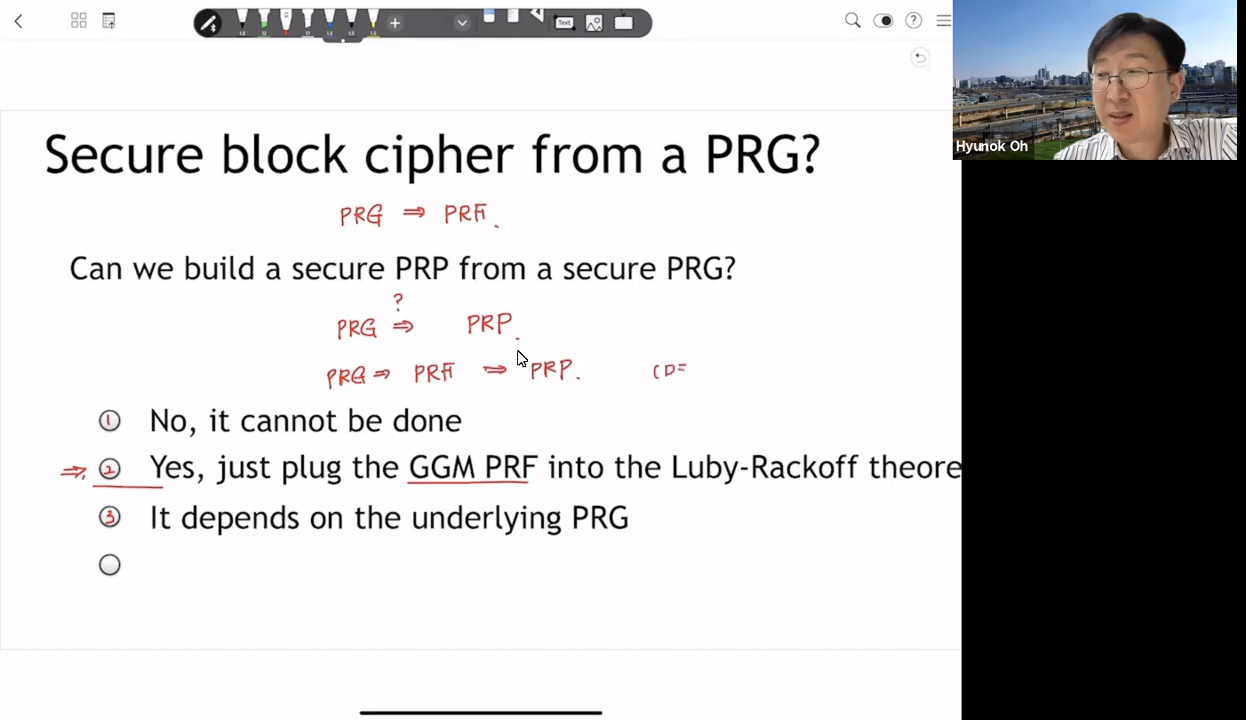 Text
Hyunok Oh
Secure block cipher from a PRG?
PRG ⇒ PRF.
Can we build a secure PRP from a secure PRG?
?
PRG ⇒ PRP.
PRG ⇒ PRF ⇒ PRP.
① No, it cannot be done
⇒ ② Yes, just plug the GGM PRF into the Luby-Rackoff theore
③ It depends on the underlying PRG